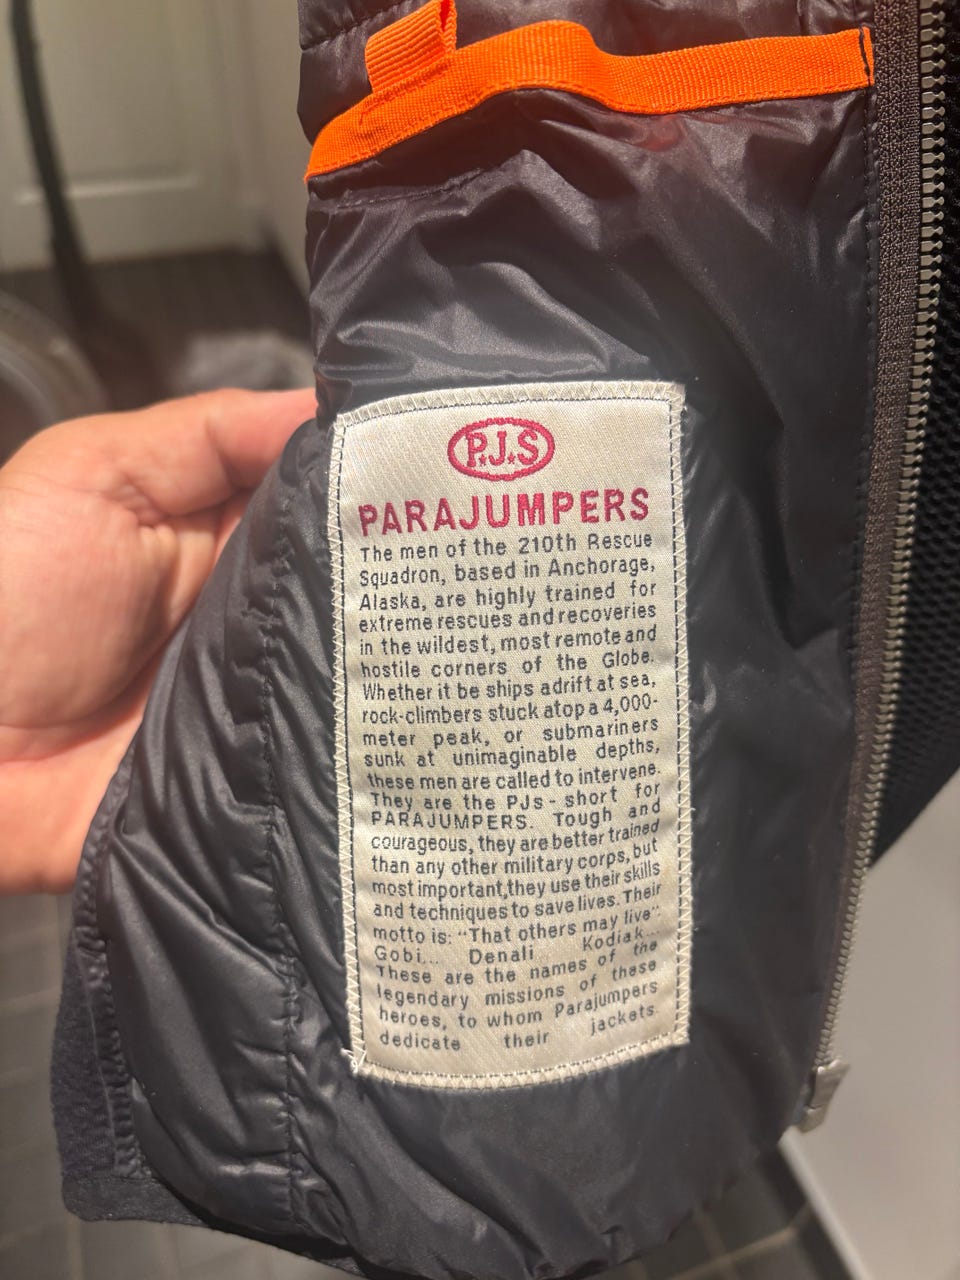 P.J.S
PARAJUMPERS
The men of the 210th Rescue
Squadron, based in Anchorage,
Alaska, are highly trained for
extreme rescues and recoveries
in the wildest, most remote and
hostile corners of the Globe.
Whether it be ships adrift at sea,
rock-climbers stuck atop a 4,000-
meter peak, or submariners
sunk at unimaginable depths,
these men are called to intervene.
They are the PJs - short for
PARAJUMPERS. Tough and
courageous, they are better trained
than any other military corps, but
most important,they use their skills
and techniques to save lives. Their
motto is: "That others may live".
Gobi... Denali Kodiak...
These are the names of the
legendary missions of these
heroes, to whom Parajumpers
dedicate their jackets.